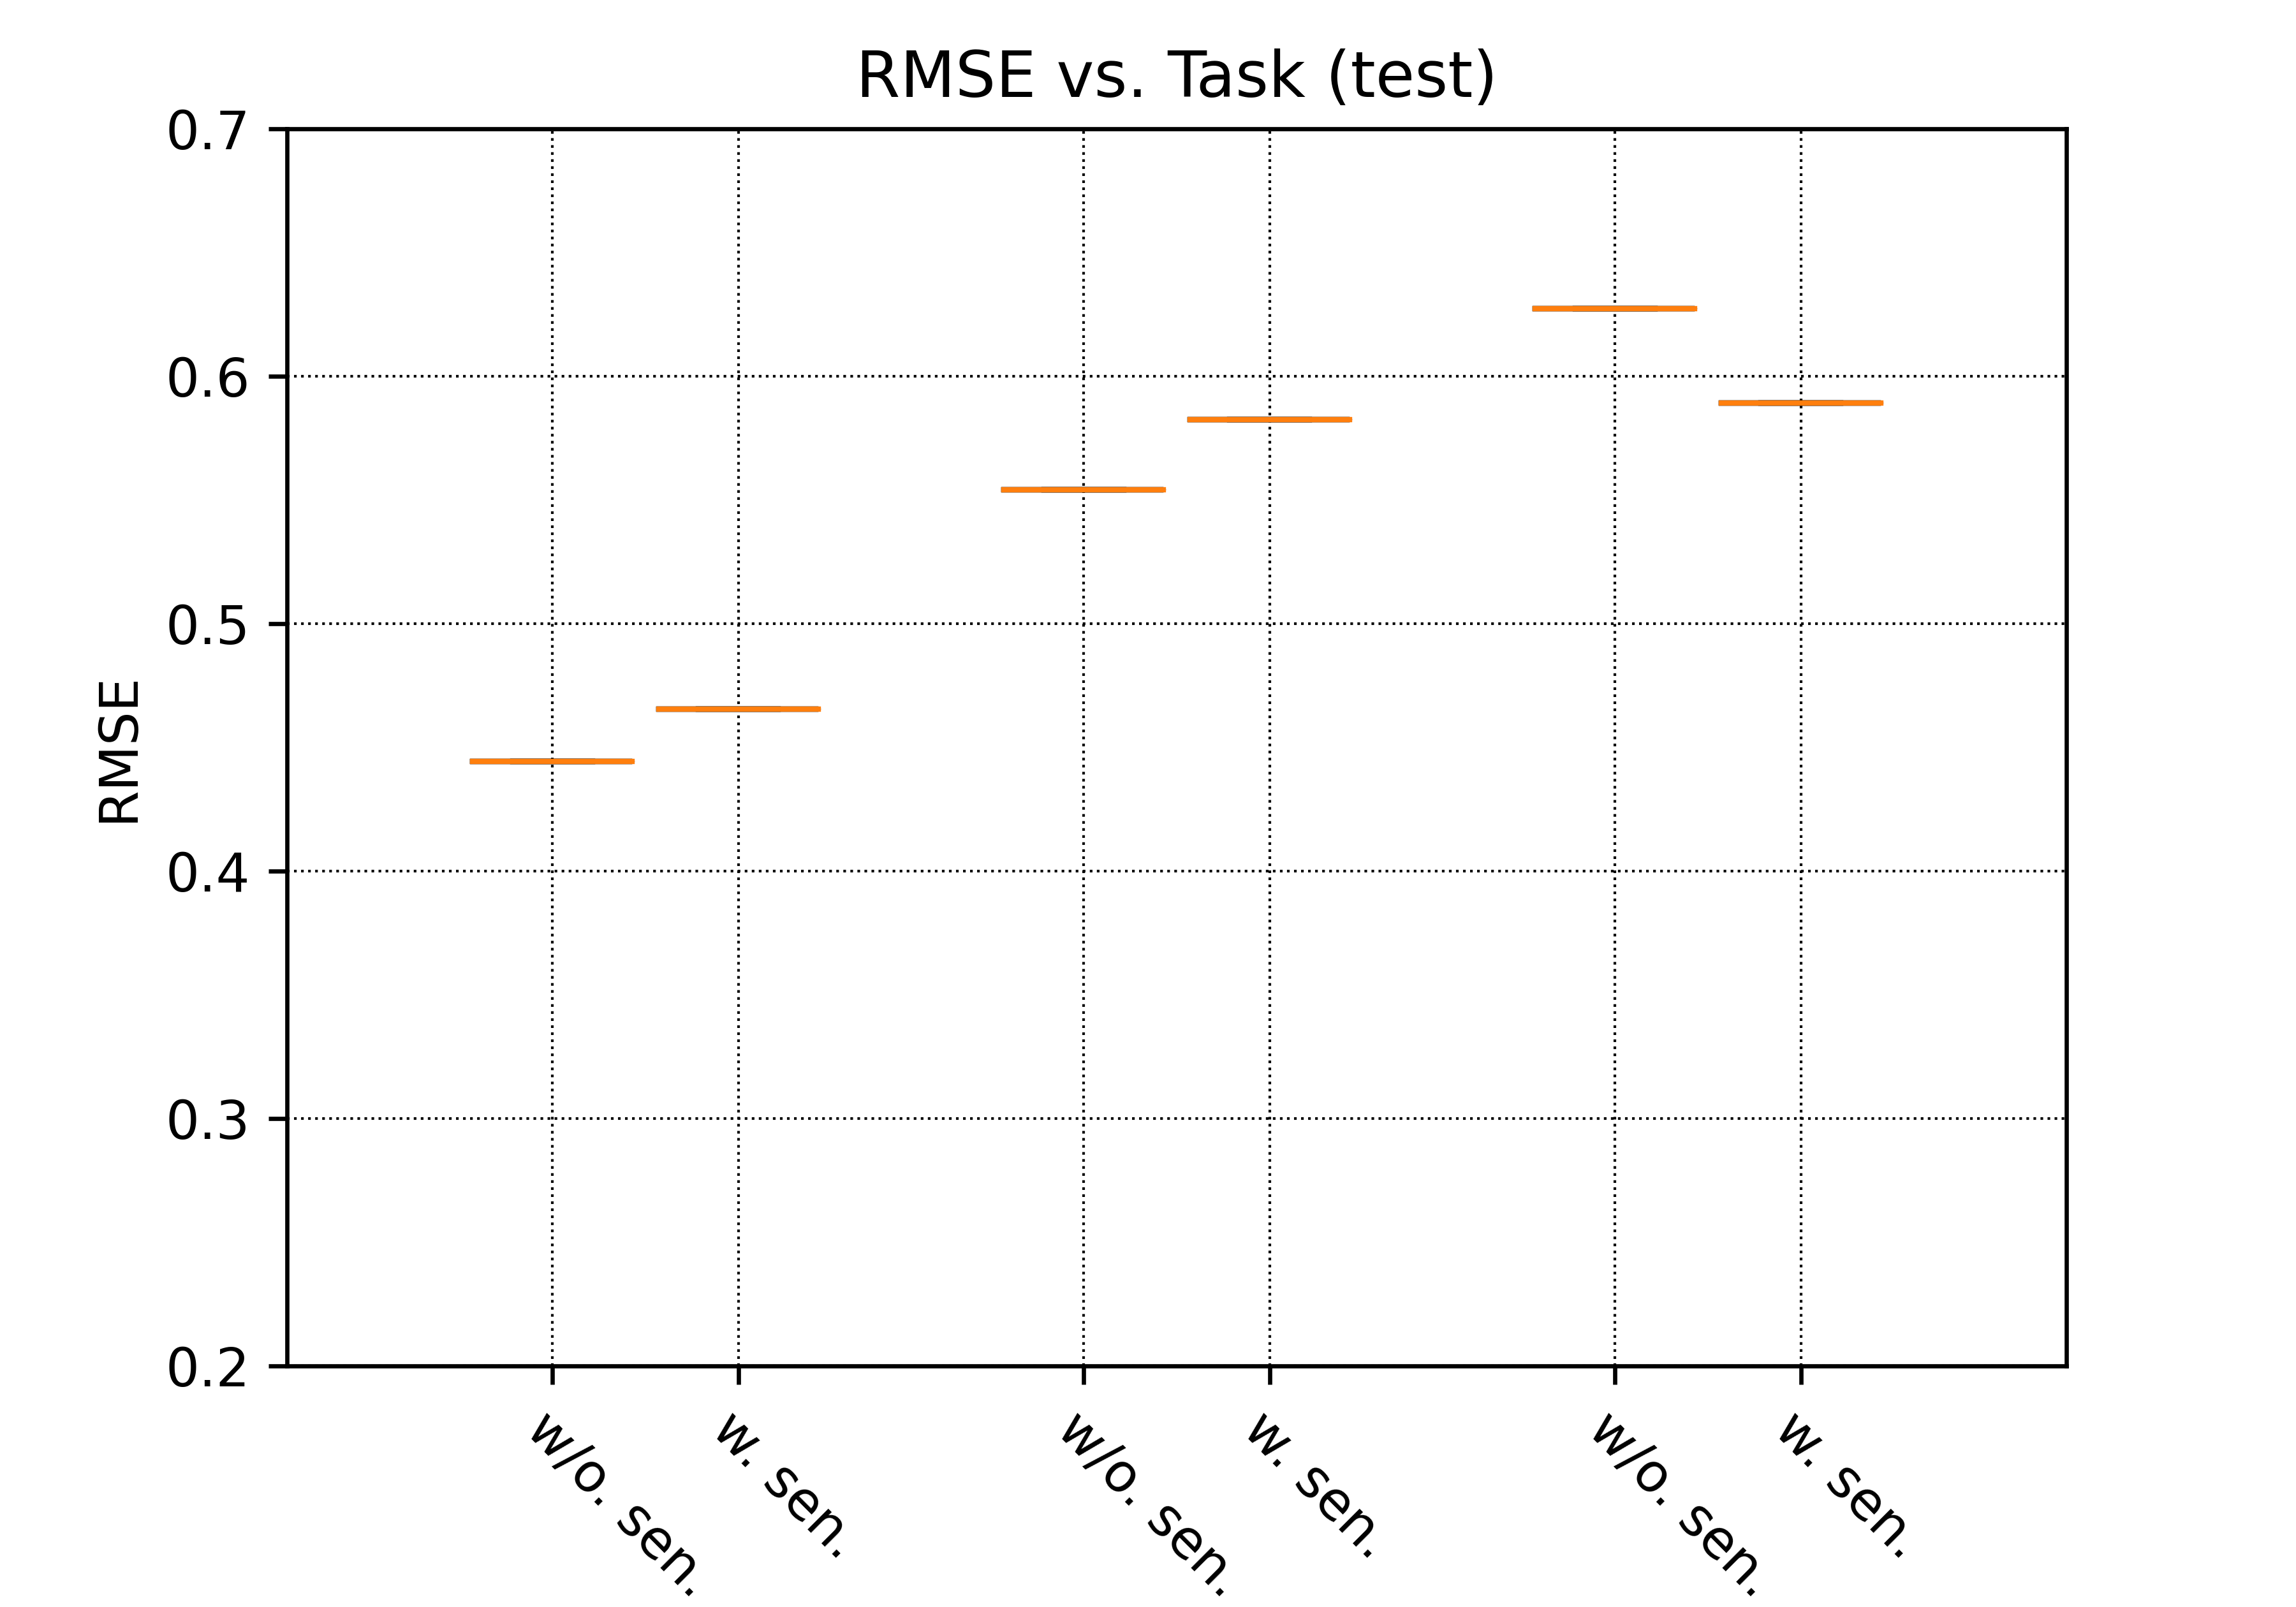 RMSE vs. Task (test)
0.7
0.6
0.5
0.4
0.3
0.2
RMSE
w/o. sen.
w. sen.
w/o. sen.
w. sen.
w/o. sen.
w. sen.